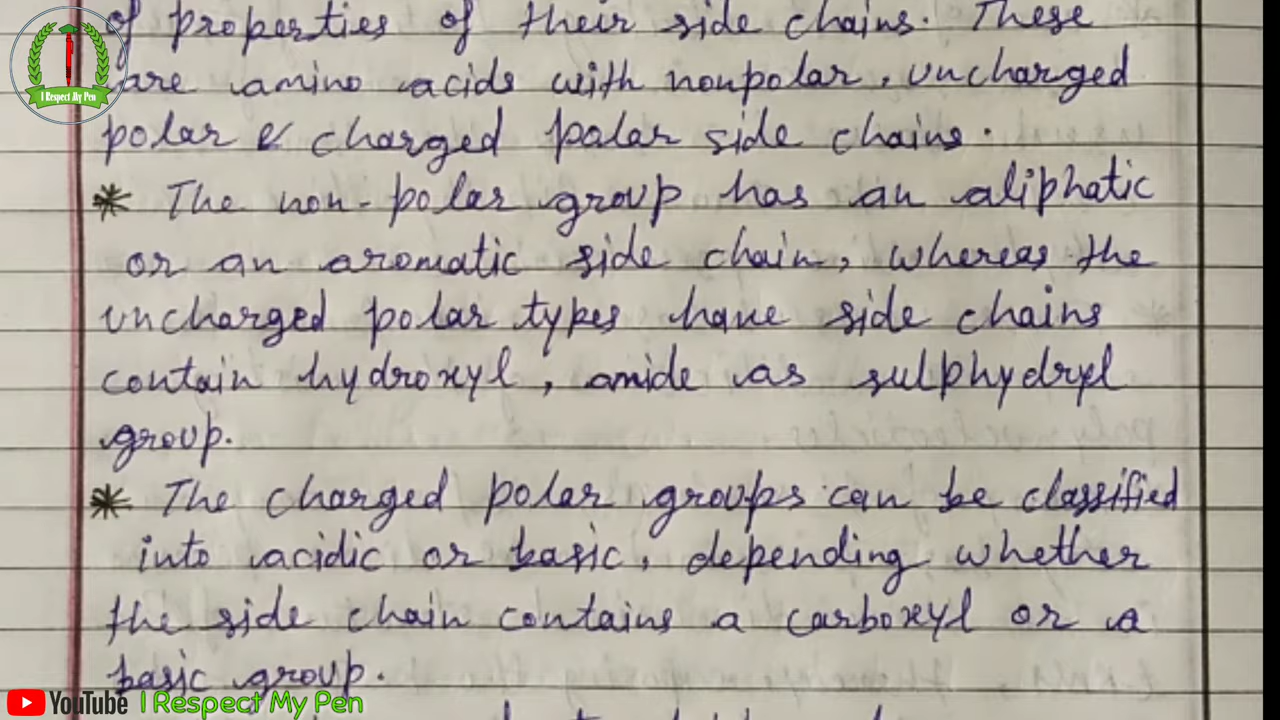 of properties of their side chains. These
are amino acids with nonpolar, uncharged
polar & charged polar side chains.
* The non-polar group has an aliphatic
or an aromatic side chain, whereas the
uncharged polar types have side chains
contain hydroxyl, amide as sulphydryl
group.
* The charged polar groups can be classified
into acidic or basic, depending whether
the side chain contains a carboxyl or a
basic group.
I Respect My Pen
YouTube I Respect My Pen